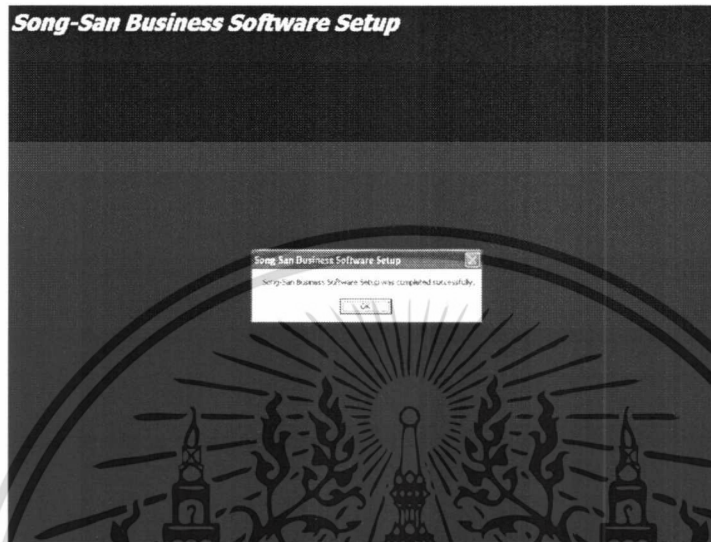 Song-San Business Software Setup
Song-San Business Software Setup
Song-San Business Software Setup was completed successfully.
OK